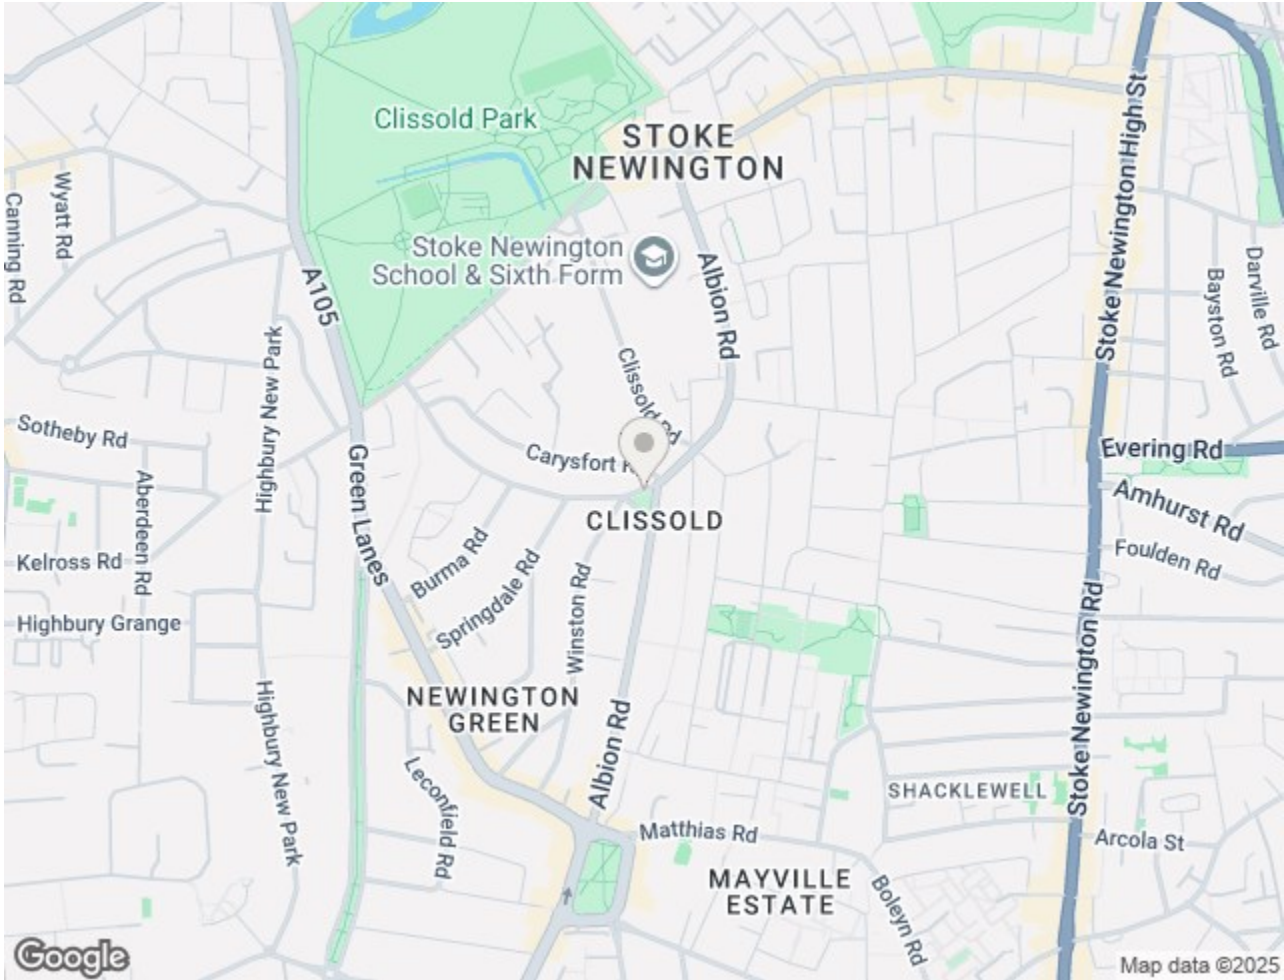 Clissold Park
STOKE
NEWINGTON
Stoke Newington High St
Wyatt Rd
Canning Rd
Stoke Newington
School & Sixth Form
A105
Albion Rd
Darville Rd
Bayston Rd
Highbury New Park
Clissold Rd
Sotheby Rd
Carysfort
Evering Rd
Aberdeen Rd
Green Lanes
Amhurst Rd
CLISSOLD
Burma Rd
Foulden Rd
Kelross Rd
Springdale Rd
Winston Rd
Highbury Grange
Stoke Newington Rd
NEWINGTON
GREEN
Highbury New Park
Albion Rd
Leconfield Rd
SHACKLEWELL
Matthias Rd
Arcola St
MAYVILLE
ESTATE
Boleyn Rd
Google
Map data ©2025